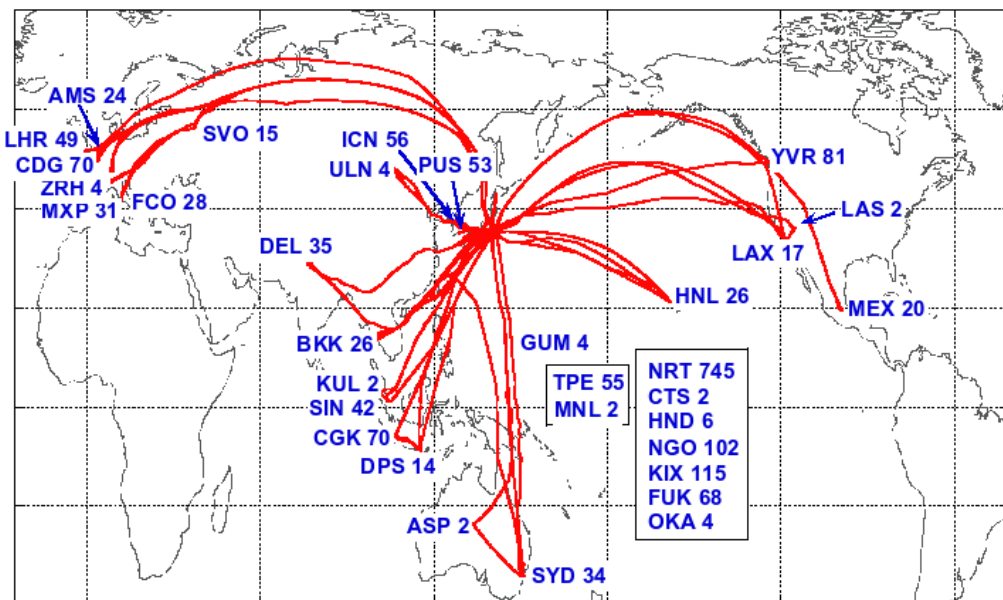 AMS 24
LHR 49
CDG 70
ZRH 4
MXP 31
FCO 28
SVO 15
ICN 56
ULN 4
PUS 53
YVR 81
LAS 2
LAX 17
DEL 35
HNL 26
MEX 20
BKK 26
GUM 4
KUL 2
SIN 42
CGK 70
DPS 14
TPE 55
MNL 2
NRT 745
CTS 2
HND 6
NGO 102
KIX 115
FUK 68
OKA 4
ASP 2
SYD 34